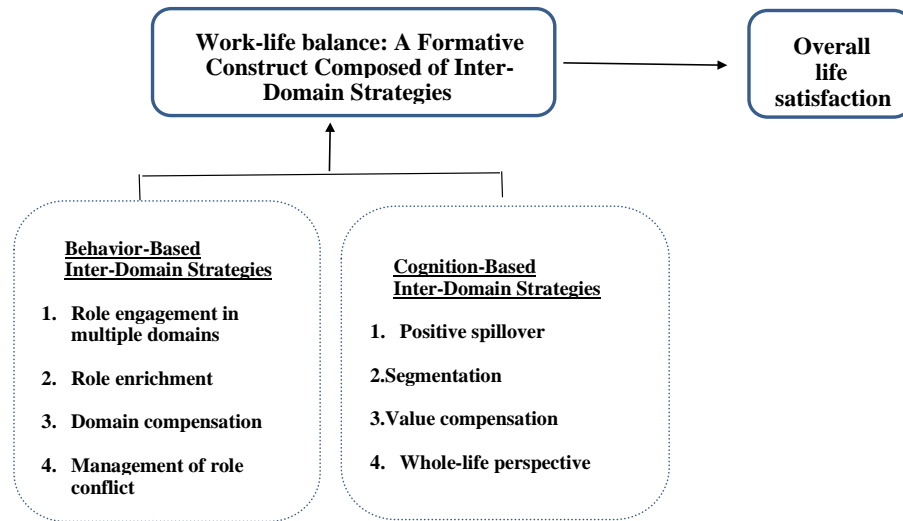 Work-life balance: A Formative
Construct Composed of Inter-
Domain Strategies
Overall
life
satisfaction
Behavior-Based
Inter-Domain Strategies
1. Role engagement in
multiple domains
2. Role enrichment
3. Domain compensation
4. Management of role
conflict
Cognition-Based
Inter-Domain Strategies
1. Positive spillover
2.Segmentation
3.Value compensation
4. Whole-life perspective